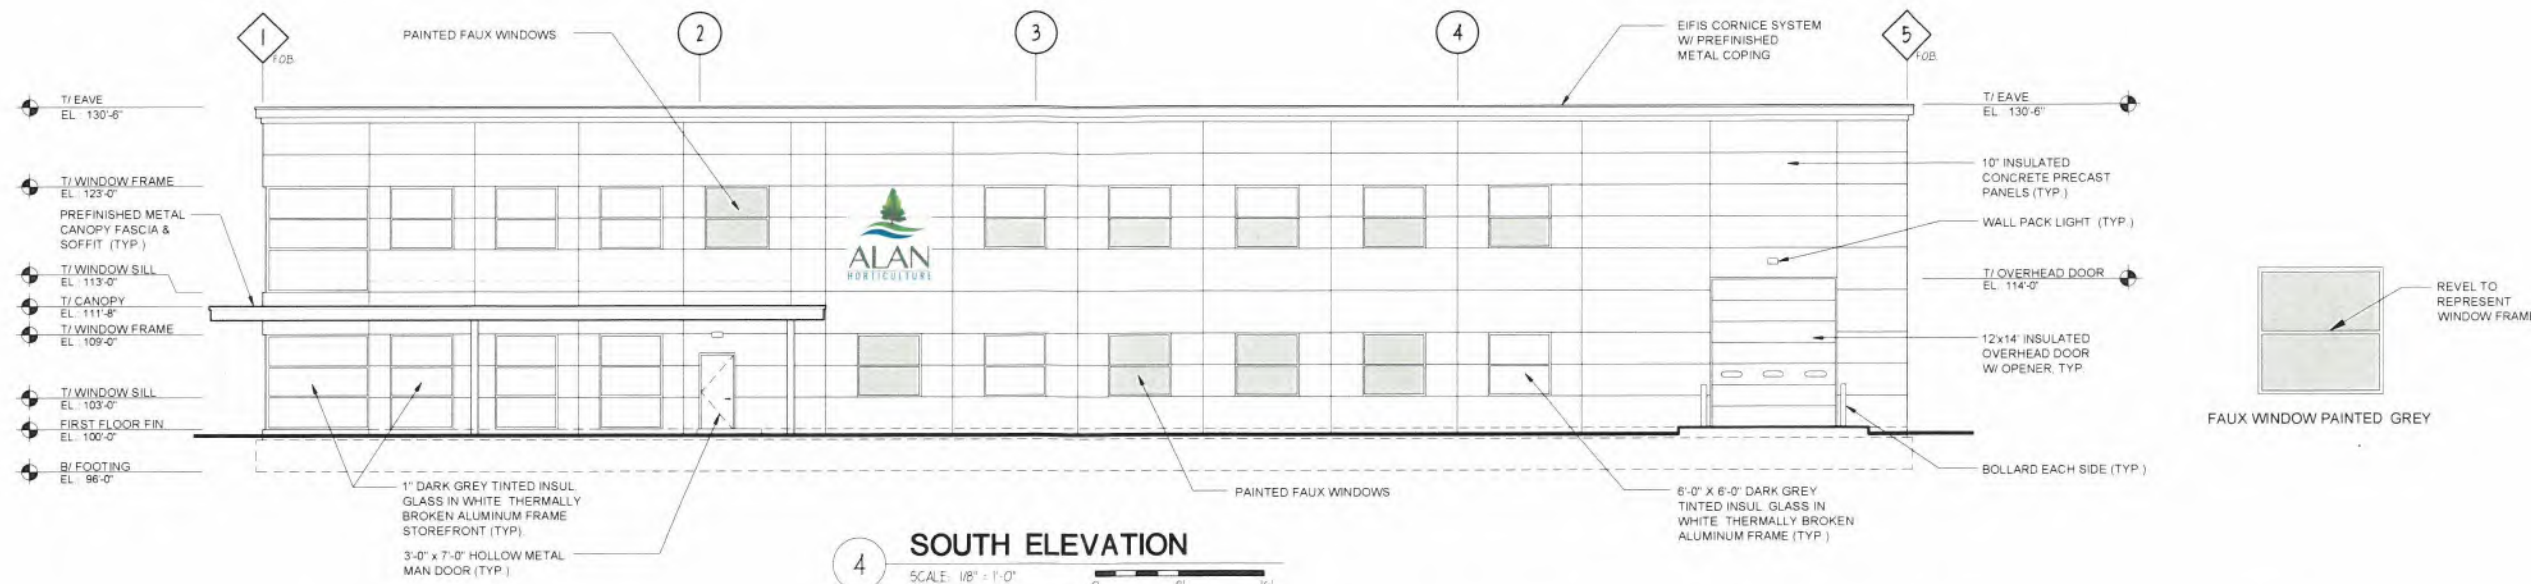 1
F.O.B.
2
3
4
5
F.O.B.
PAINTED FAUX WINDOWS
EIFIS CORNICE SYSTEM
W/ PREFINISHED
METAL COPING
T/ EAVE
EL : 130'-6"
T/ WINDOW FRAME
EL : 123'-0"
PREFINISHED METAL
CANOPY FASCIA &
SOFFIT (TYP.)
T/ WINDOW SILL
EL : 113'-0"
T/ CANOPY
EL : 111'-8"
T/ WINDOW FRAME
EL : 109'-0"
T/ WINDOW SILL
EL : 103'-0"
FIRST FLOOR FIN
EL : 100'-0"
B/ FOOTING
EL : 96'-0"
ALAN
HORTICULTURE
T/ EAVE
EL : 130'-6"
10" INSULATED
CONCRETE PRECAST
PANELS (TYP.)
WALL PACK LIGHT (TYP.)
T/ OVERHEAD DOOR
EL : 114'-0"
12'x14' INSULATED
OVERHEAD DOOR
W/ OPENER, TYP.
BOLLARD EACH SIDE (TYP.)
REVEL TO
REPRESENT
WINDOW FRAME
FAUX WINDOW PAINTED GREY
1" DARK GREY TINTED INSUL
GLASS IN WHITE THERMALLY
BROKEN ALUMINUM FRAME
STOREFRONT (TYP).
3'-0" x 7'-0" HOLLOW METAL
MAN DOOR (TYP.)
PAINTED FAUX WINDOWS
6'-0" X 6'-0" DARK GREY
TINTED INSUL GLASS IN
WHITE THERMALLY BROKEN
ALUMINUM FRAME (TYP.)
4
SOUTH ELEVATION
SCALE: 1/8" = 1'-0"